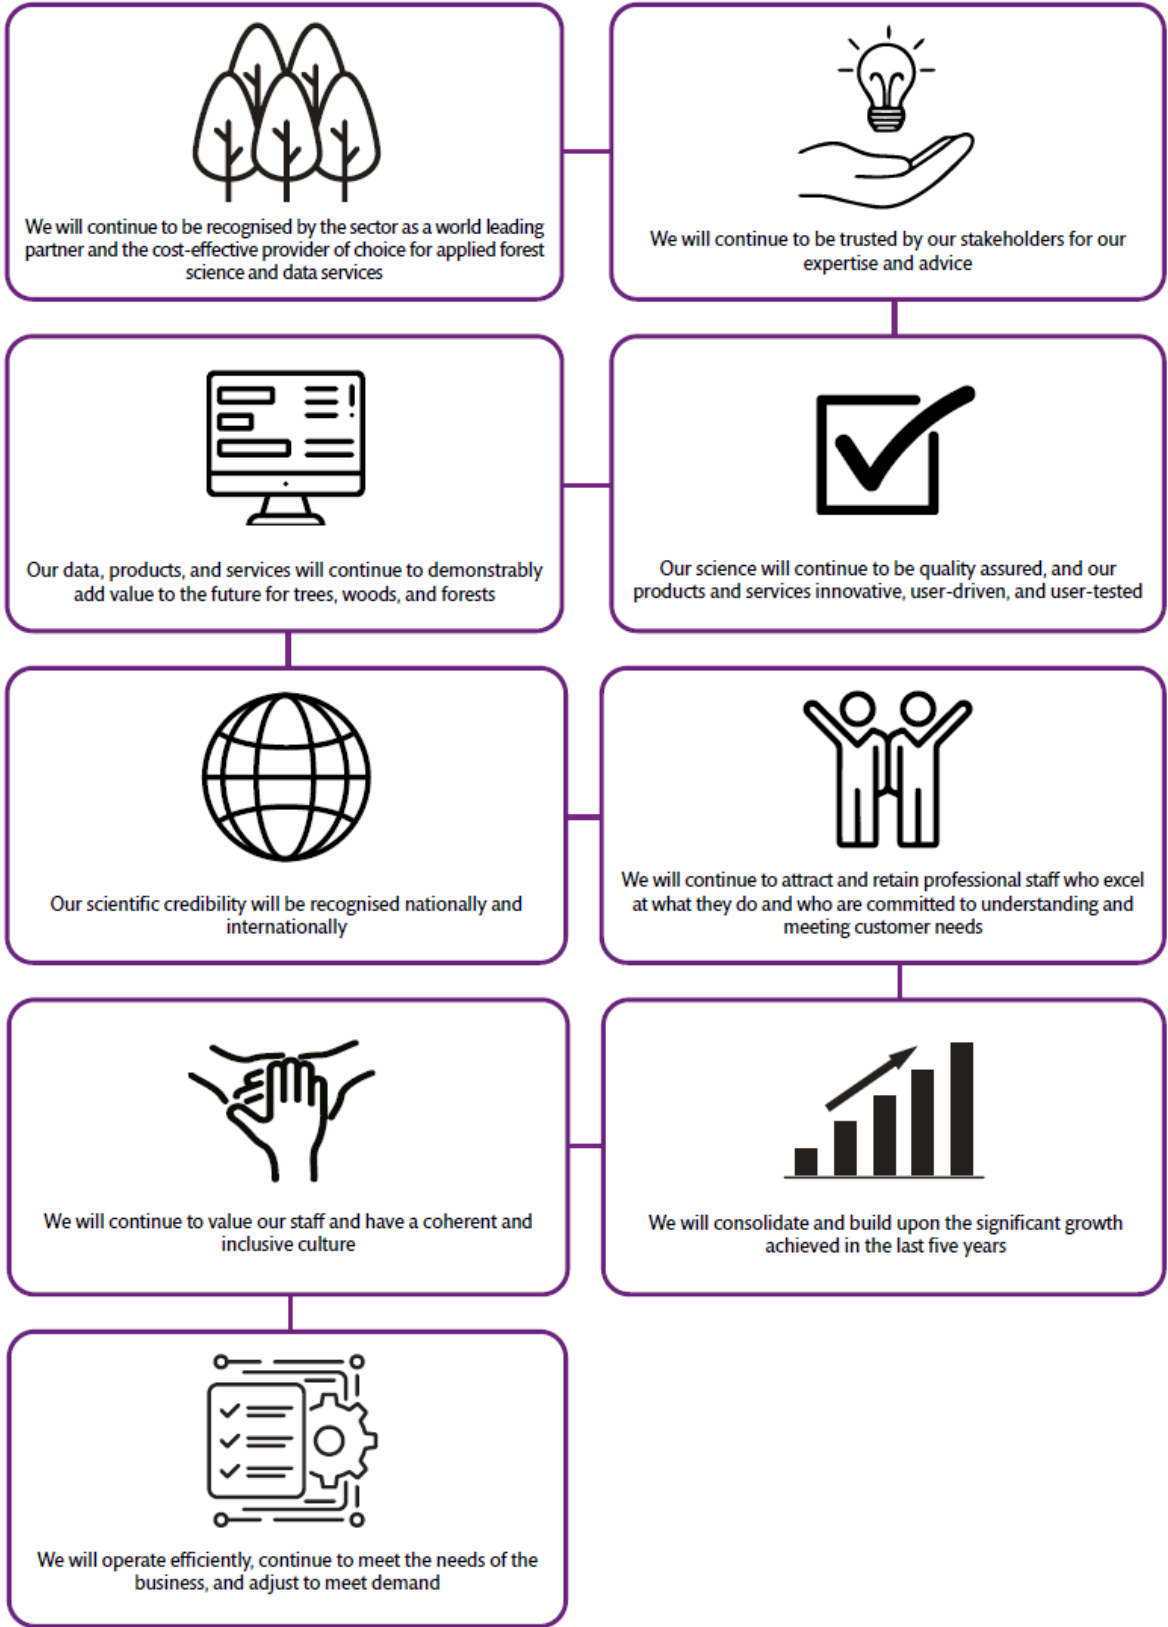 We will continue to be recognised by the sector as a world leading
partner and the cost-effective provider of choice for applied forest
science and data services
We will continue to be trusted by our stakeholders for our
expertise and advice
Our science will continue to be quality assured, and our
products and services innovative, user-driven, and user-tested
Our data, products, and services will continue to demonstrably
add value to the future for trees, woods, and forests
Our scientific credibility will be recognised nationally and
internationally
We will continue to attract and retain professional staff who excel
at what they do and who are committed to understanding and
meeting customer needs
We will consolidate and build upon the significant growth
achieved in the last five years
We will continue to value our staff and have a coherent and
inclusive culture
We will operate efficiently, continue to meet the needs of the
business, and adjust to meet demand